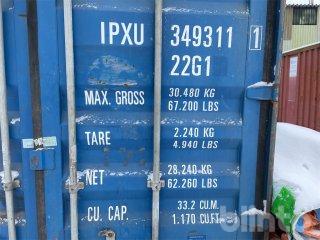 IPXU 349311 1
22G1
MAX. GROSS 30.480 KG
67.200 LBS
TARE 2.240 KG
4.940 LBS
NET 28,240 KG
62.260 LBS
CU. CAP. 33.2 CU.M.
1.170 CU.FT.
blinto